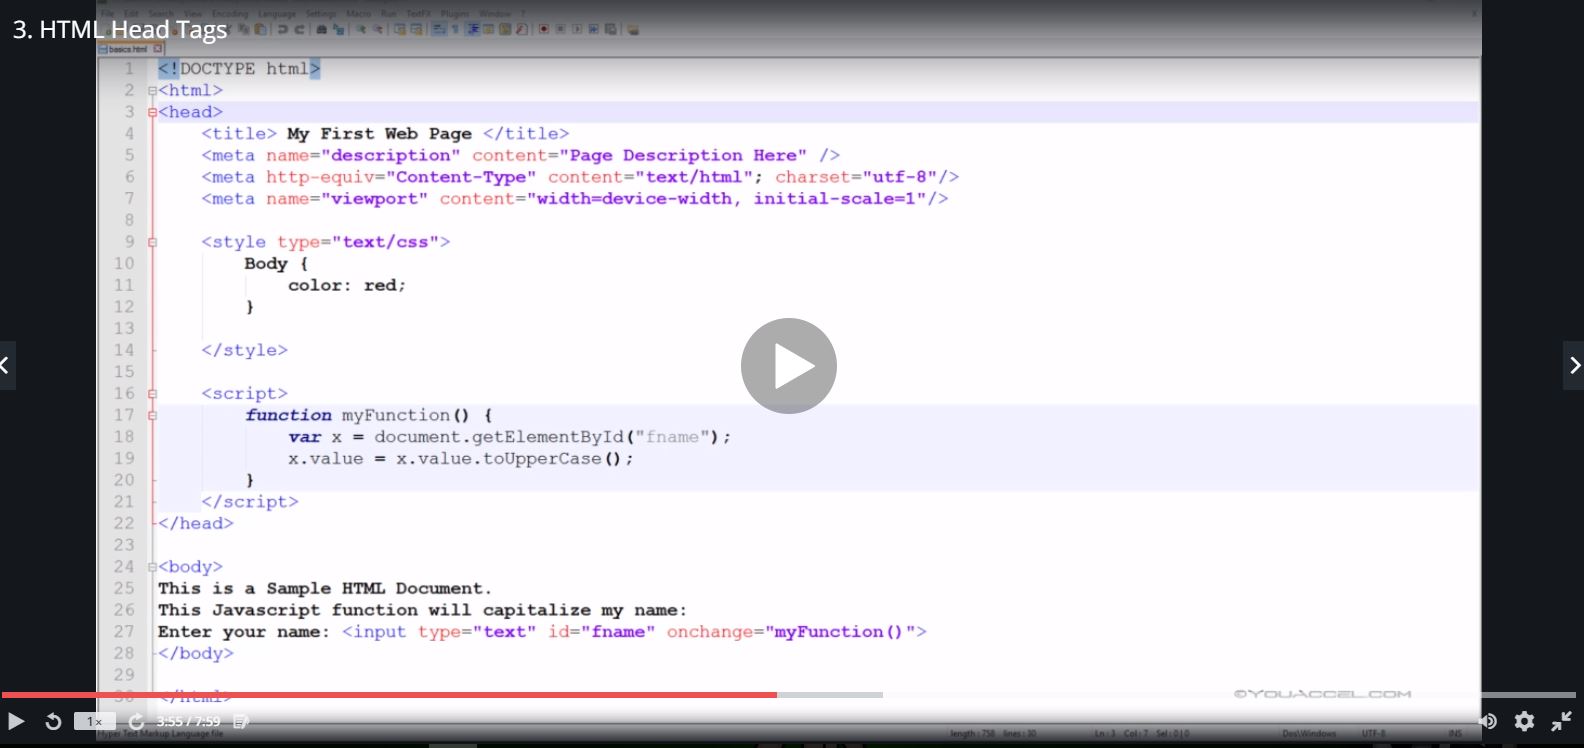 File Edit Search View Encoding Language Settings Macro Run TextFX Plugins Window ?
3. HTML Head Tags
basics.html
1 <!DOCTYPE html>
2 <html>
3 <head>
4 <title> My First Web Page </title>
5 <meta name="description" content="Page Description Here" />
6 <meta http-equiv="Content-Type" content="text/html"; charset="utf-8"/>
7 <meta name="viewport" content="width=device-width, initial-scale=1"/>
8
9 <style type="text/css">
10 Body {
11 color: red;
12 }
13
14 </style>
15
16 <script>
17 function myFunction() {
18 var x = document.getElementById("fname");
19 x.value = x.value.toUpperCase();
20 }
21 </script>
22 </head>
23
24 <body>
25 This is a Sample HTML Document.
26 This Javascript function will capitalize my name:
27 Enter your name: <input type="text" id="fname" onchange="myFunction()">
28 </body>
29
30 </html>
©YOUACCEL.COM
1x 3:55 / 7:59
Hyper Text Markup Language file length : 758 lines : 30 Ln : 3 Col : 7 Sel : 0 | 0 Dos\Windows UTF-8 INS